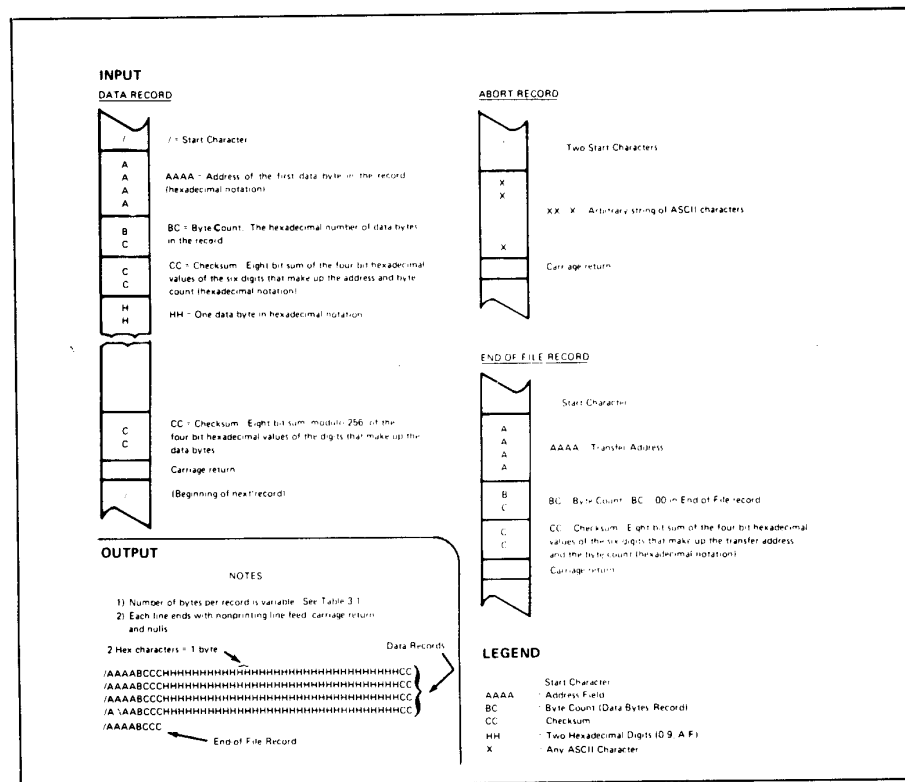 INPUT
DATA RECORD
/
/ = Start Character
A
A
A
A
AAAA = Address of the first data byte in the record
(hexadecimal notation)
B
C
BC = Byte Count. The hexadecimal number of data bytes
in the record
C
C
CC = Checksum. Eight bit sum of the four bit hexadecimal
values of the six digits that make up the address and byte
count (hexadecimal notation)
H
H
HH = One data byte in hexadecimal notation
C
C
CC = Checksum. Eight bit sum, modulo 256, of the
four bit hexadecimal values of the digits that make up the
data bytes
Carriage return
/
(Beginning of next record)
ABORT RECORD
Two Start Characters
X
X
X
XX X Arbitrary string of ASCII characters
Carriage return
END OF FILE RECORD
Start Character
A
A
A
A
AAAA Transfer Address
B
C
BC Byte Count BC 00 in End of File record
C
C
CC Checksum Eight bit sum of the four bit hexadecimal
values of the six digits that make up the transfer address
and the byte count (hexadecimal notation)
Carriage return
OUTPUT
NOTES
1) Number of bytes per record is variable. See Table 3.1
2) Each line ends with nonprinting line feed, carriage return
and nulls
2 Hex characters = 1 byte
Data Records
/AAAABCCCHHHHHHHHHHHHHHHHHHHHHHHHHHHHHHHHCC
/AAAABCCCHHHHHHHHHHHHHHHHHHHHHHHHHHHHHHHHCC
/AAAABCCCHHHHHHHHHHHHHHHHHHHHHHHHHHHHHHHHCC
/A AABCCCHHHHHHHHHHHHHHHHHHHHHHHHHHHHHHHHCC
/AAAABCCC
End of File Record
LEGEND
Start Character
AAAA Address Field
BC Byte Count (Data Bytes Record)
CC Checksum
HH Two Hexadecimal Digits (0 9, A F)
X Any ASCII Character